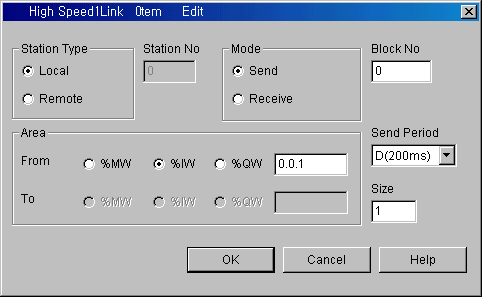 High Speed1Link 0tem Edit
Station Type
Local
Remote
Station No
0
Mode
Send
Receive
Block No
0
Area
From %MW %IW %QW 0.0.1
To %MW %IW %QW
Send Period
D(200ms)
Size
1
OK Cancel Help